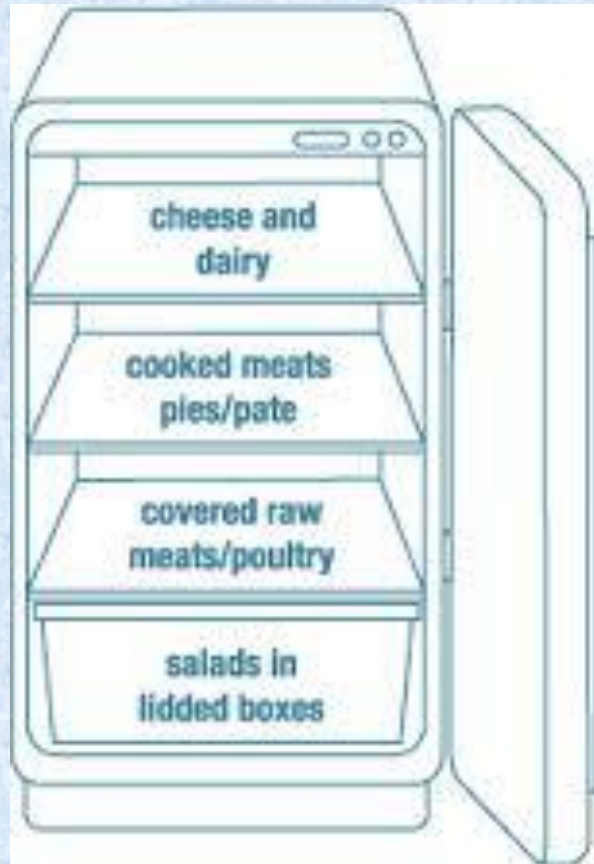 cheese and
dairy
cooked meats
pies/pate
covered raw
meats/poultry
salads in
lidded boxes